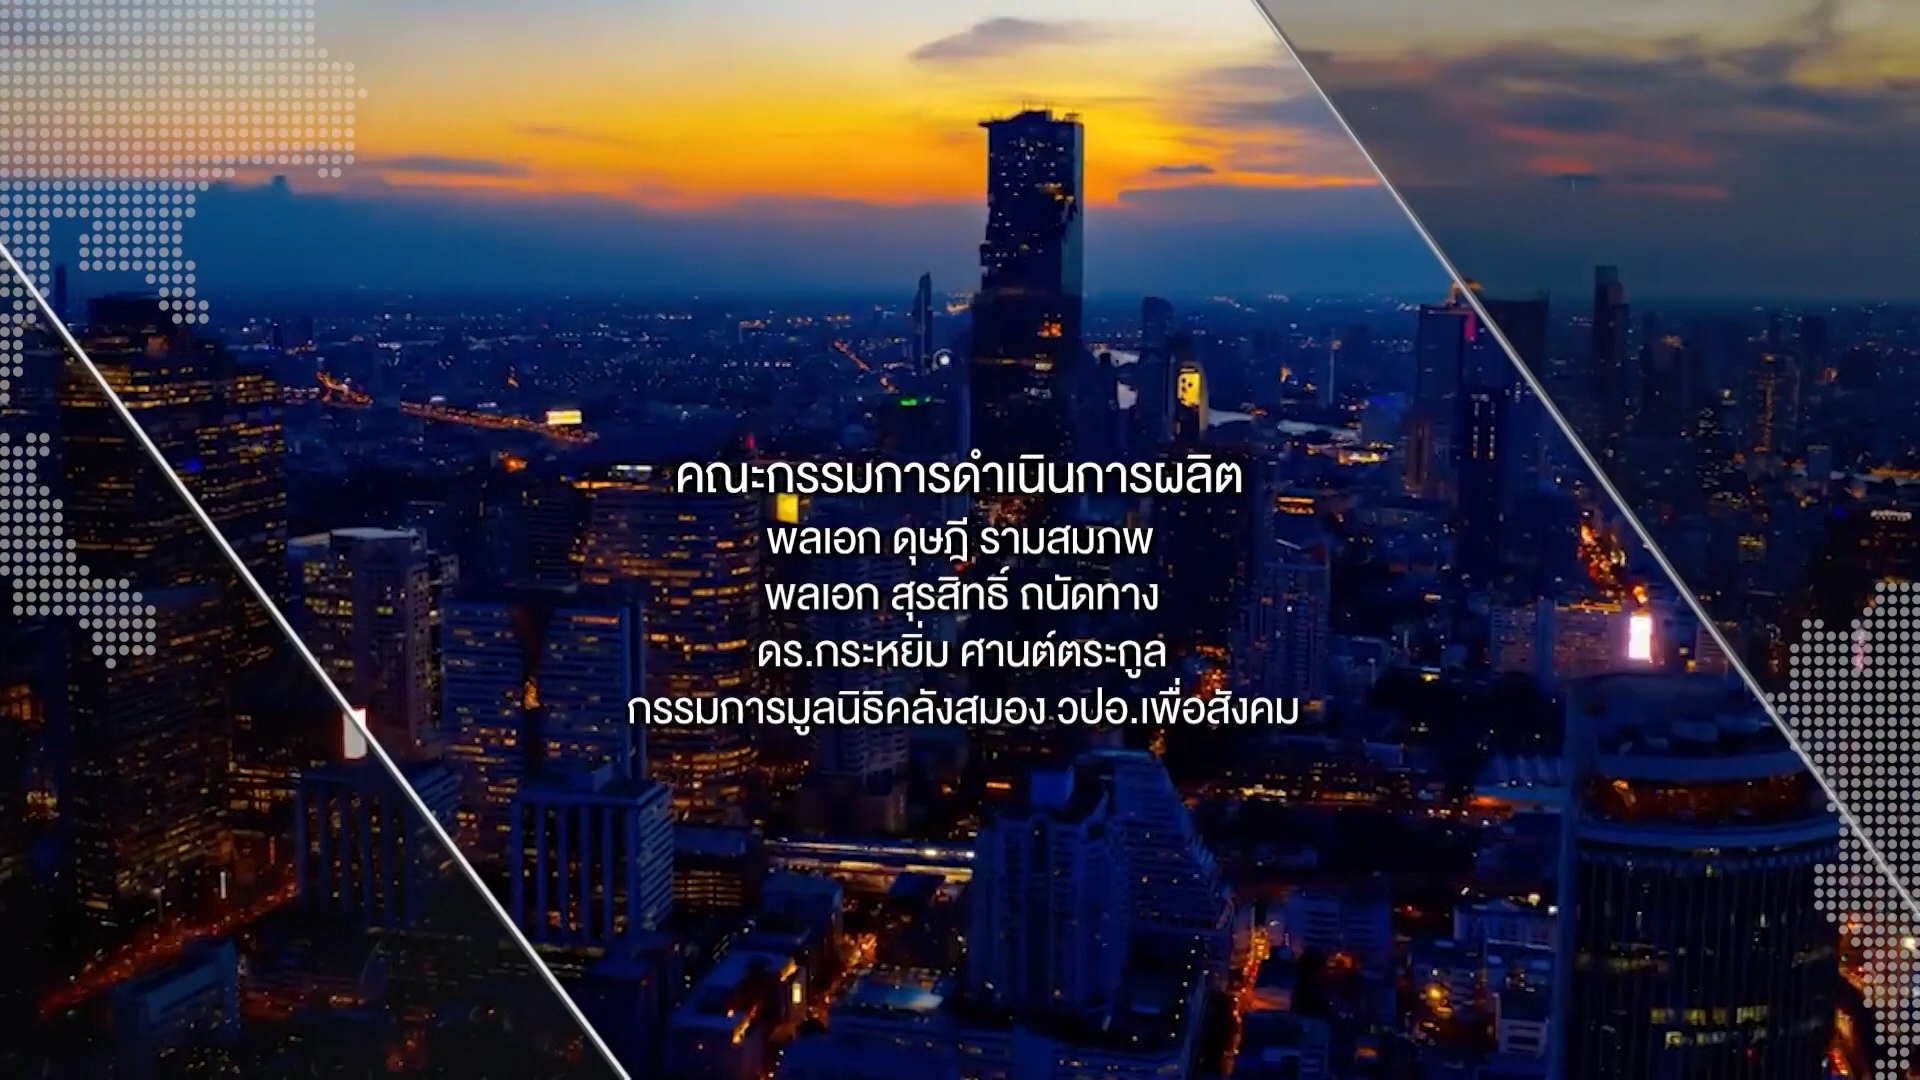 คณะกรรมการดำเนินการผลิต
พลเอก ดุษฎี รามสมภพ
พลเอก สุรสิทธิ์ ถนัดทาง
ดร.กระหยิ่ม ศานต์ตระกูล
กรรมการมูลนิธิคลังสมอง วปอ.เพื่อสังคม